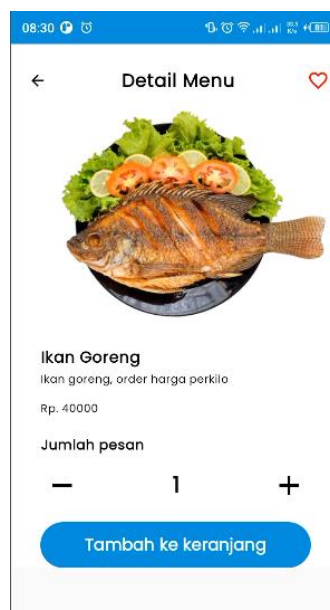 08:30
Detail Menu
Ikan Goreng
Ikan goreng, order harga perkilo
Rp. 40000
Jumlah pesan
1
Tambah ke keranjang